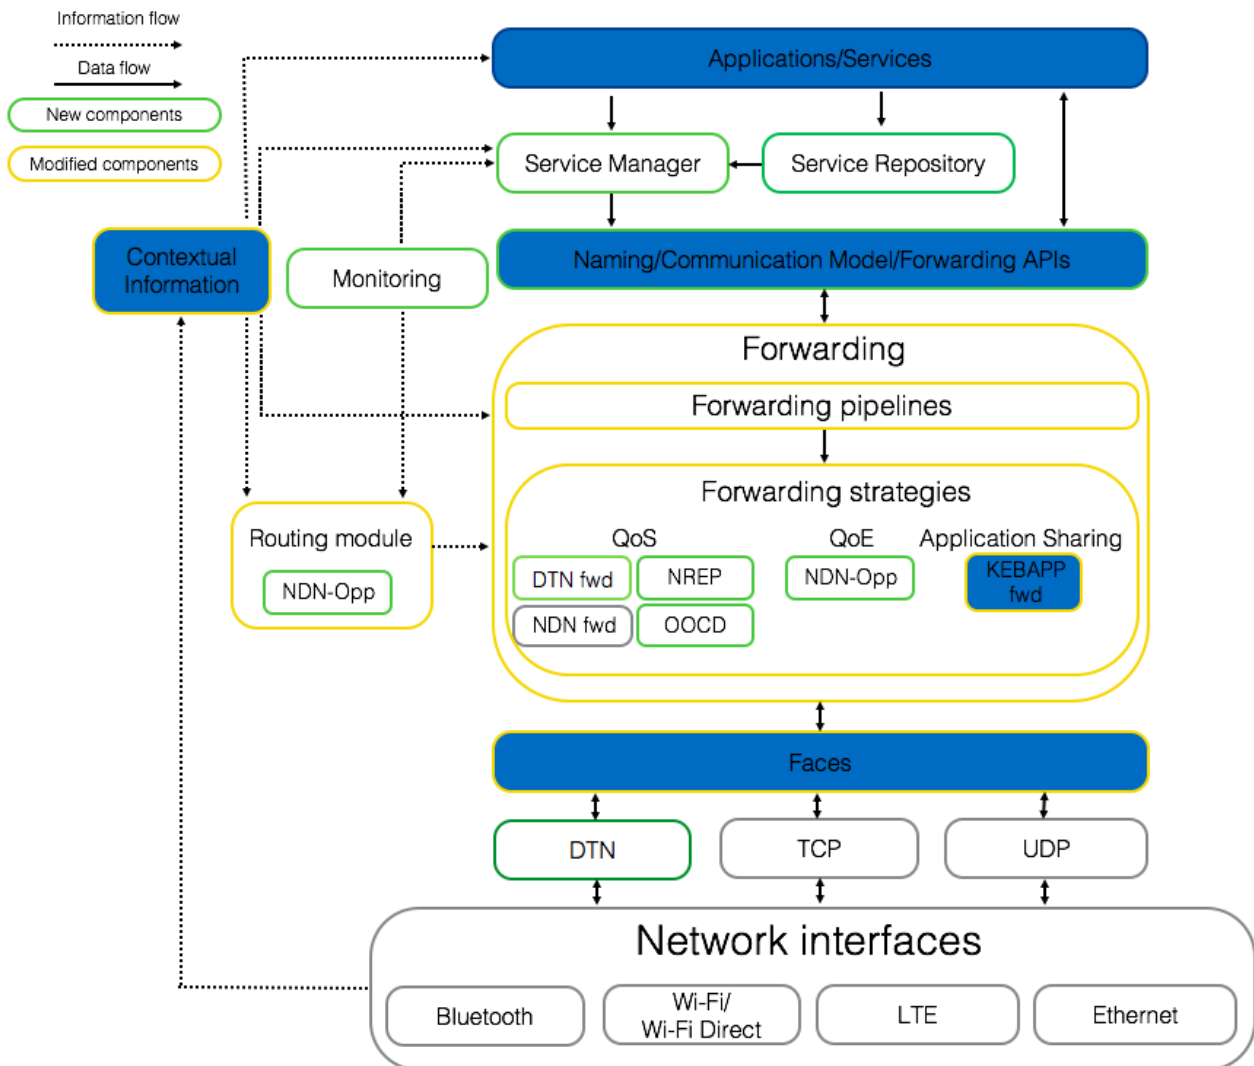 Information flow
Data flow
New components
Modified components
Applications/Services
Service Manager
Service Repository
Contextual
Information
Monitoring
Naming/Communication Model/Forwarding APIs
Forwarding
Forwarding pipelines
Forwarding strategies
Routing module
NDN-Opp
QoS
QoE
Application Sharing
DTN fwd
NREP
NDN-Opp
KEBAPP
fwd
NDN fwd
OOCD
Faces
DTN
TCP
UDP
Network interfaces
Bluetooth
Wi-Fi/
Wi-Fi Direct
LTE
Ethernet